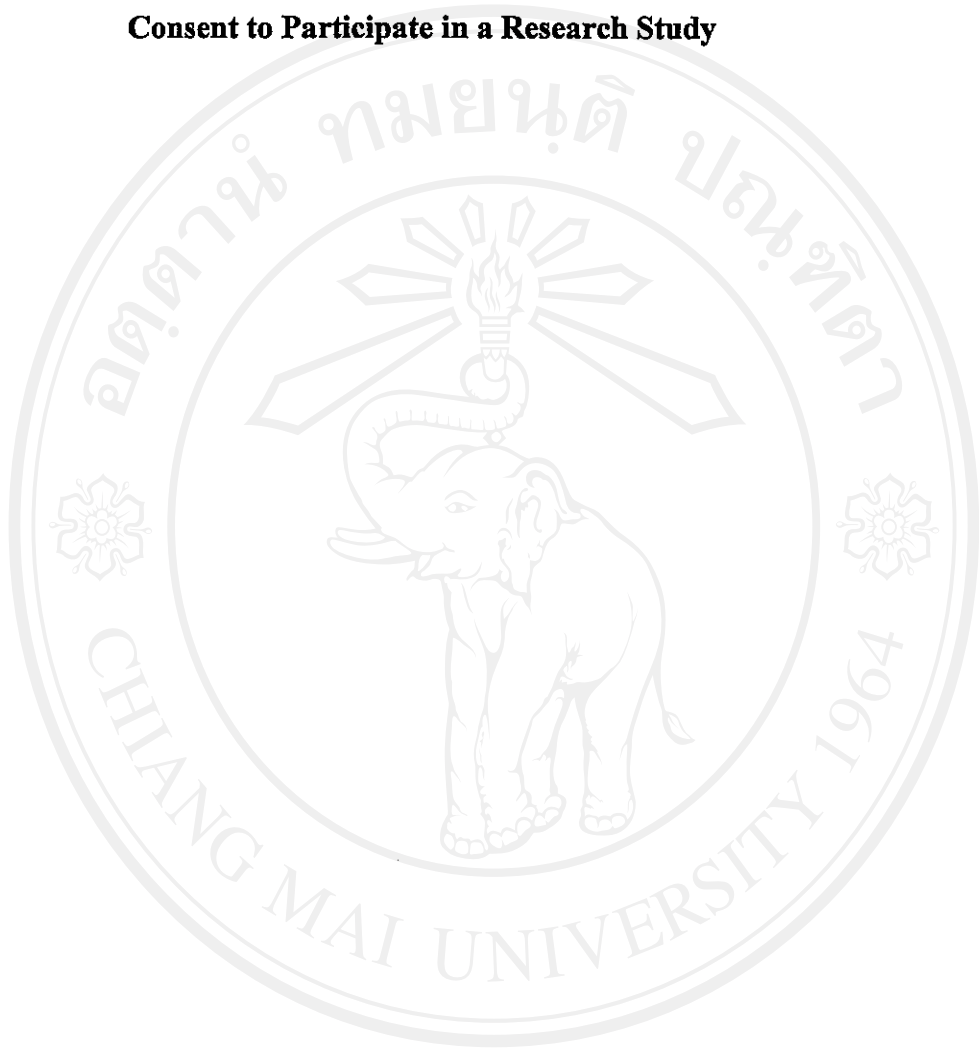 Consent to Participate in a Research Study
อตฺตานํ ทมยนฺติ ปณฺฑิตา
CHIANG MAI UNIVERSITY 1964